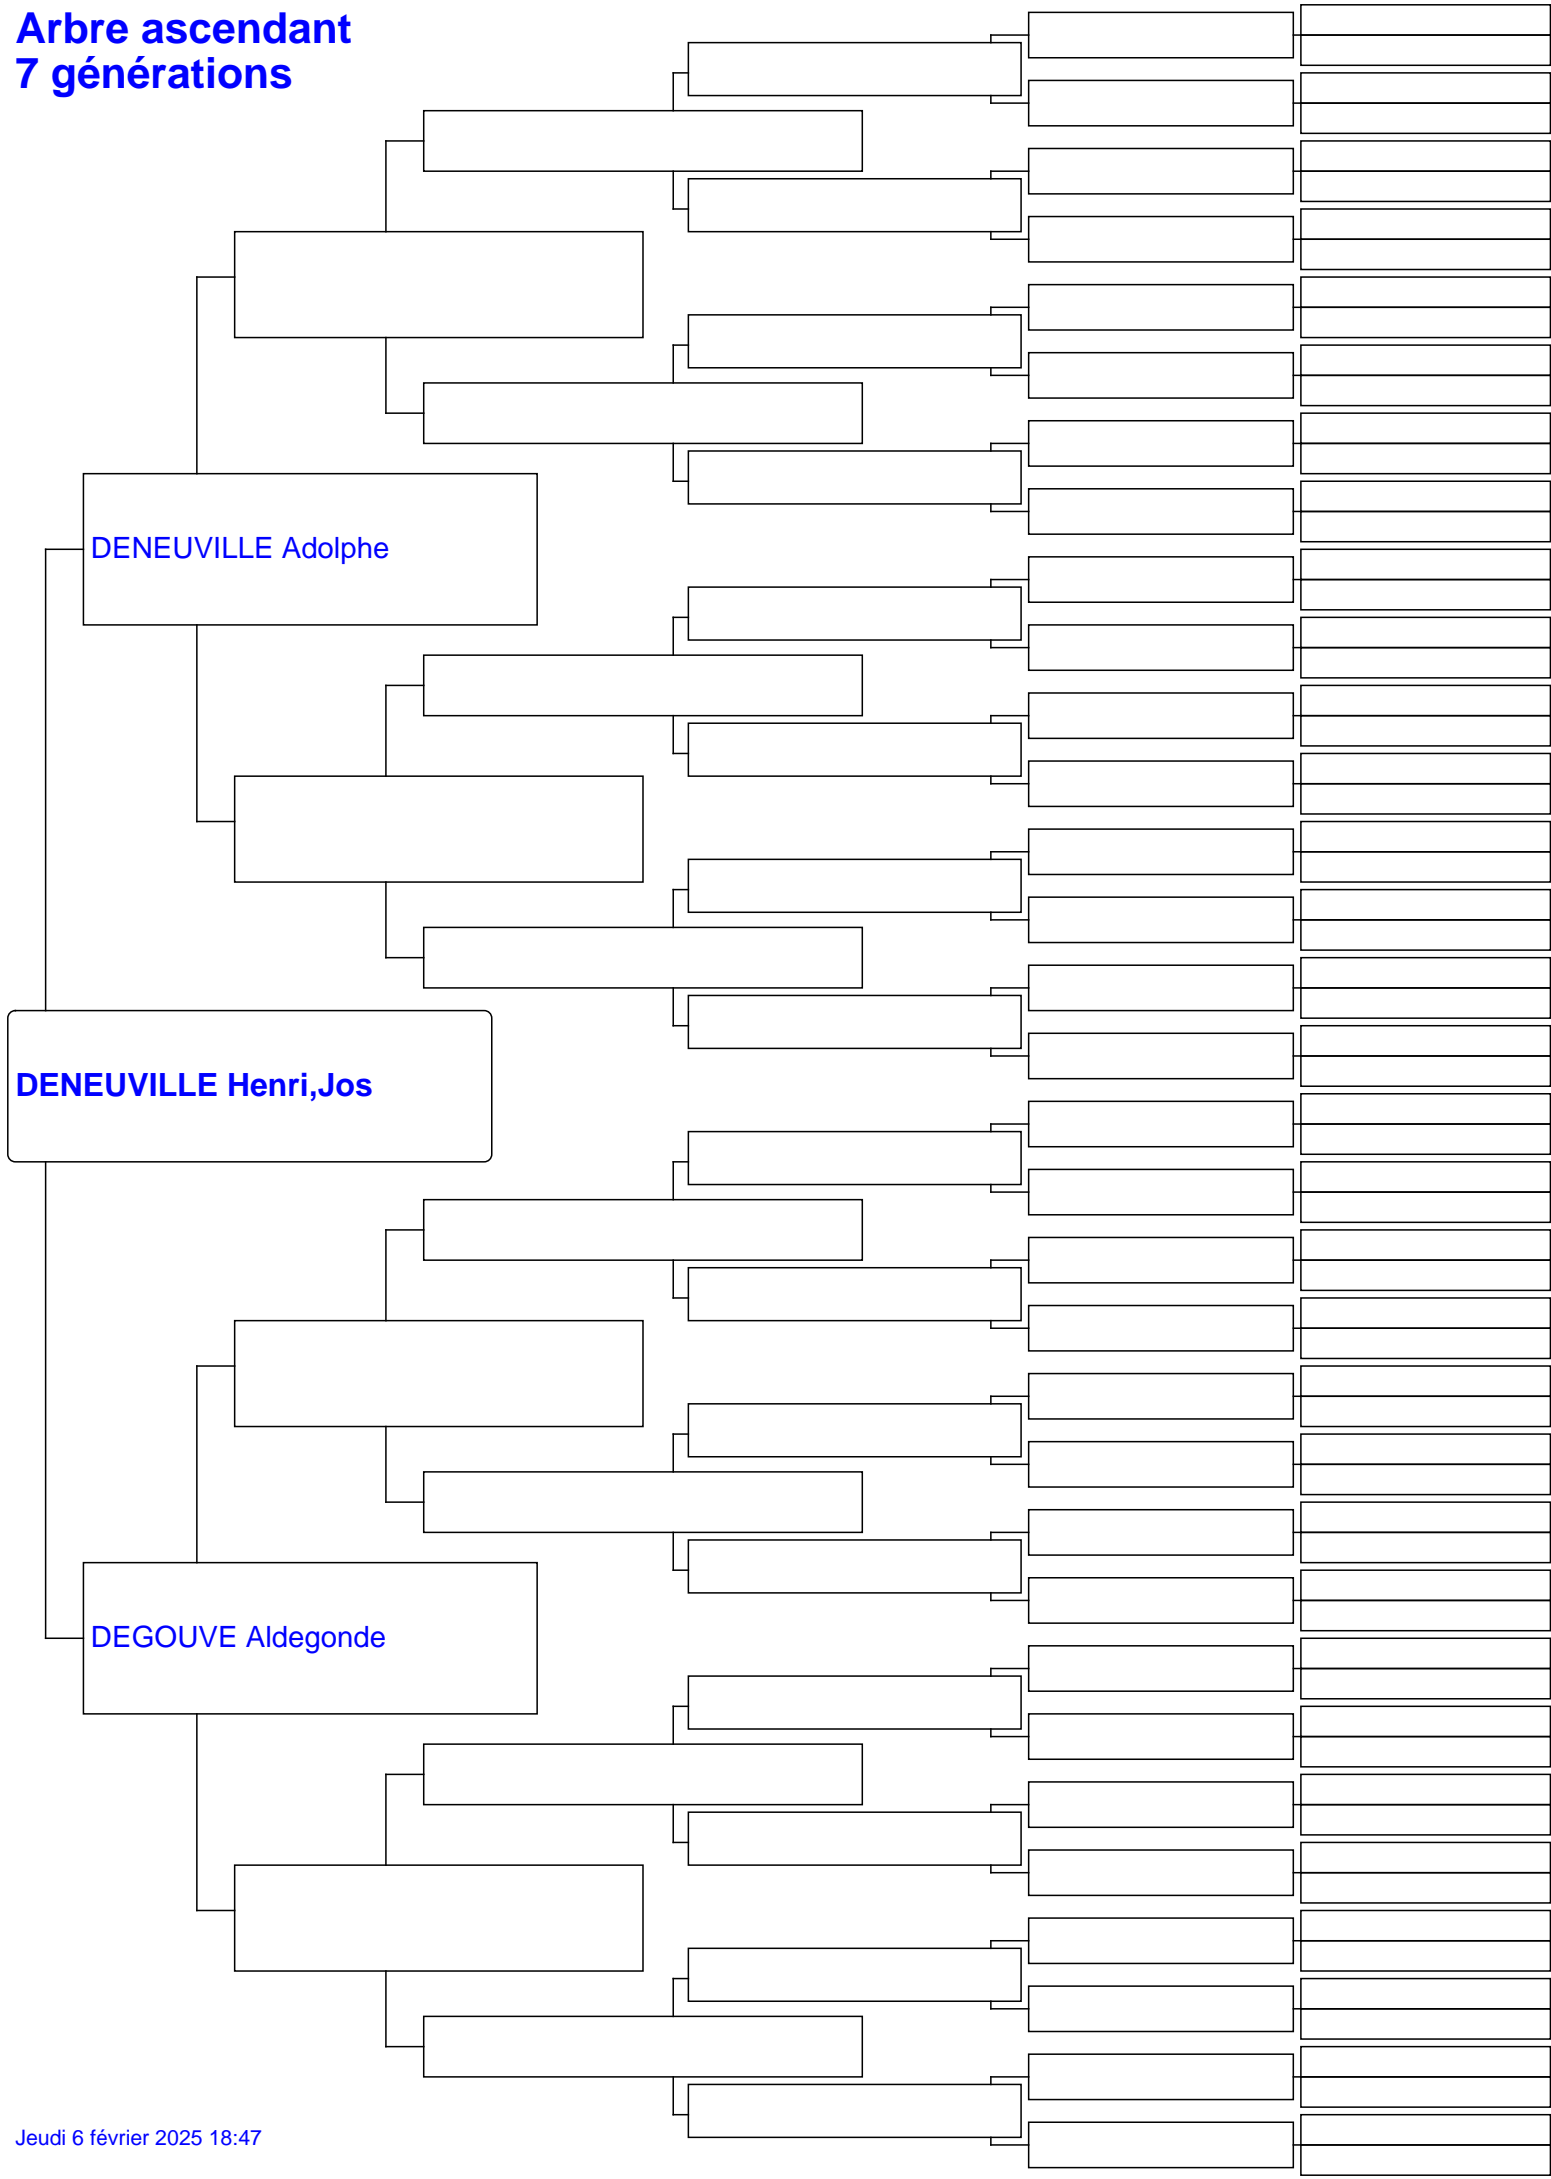 Arbre ascendant
7 générations
DENEUVILLE Adolphe
DENEUVILLE Henri,Jos
DEGOUVE Aldegonde
Jeudi 6 février 2025 18:47